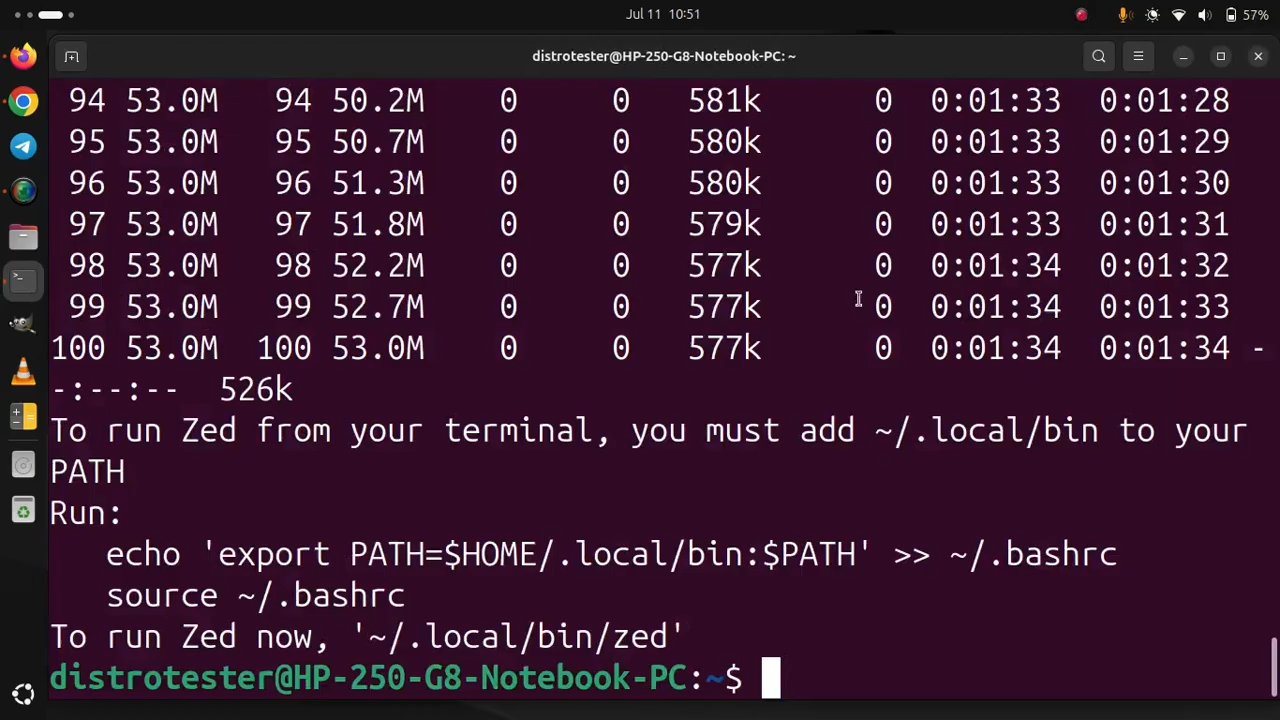 Jul 11 10:51
57%
distrotester@HP-250-G8-Notebook-PC: ~
94 53.0M 94 50.2M 0 0 581k 0 0:01:33 0:01:28
95 53.0M 95 50.7M 0 0 580k 0 0:01:33 0:01:29
96 53.0M 96 51.3M 0 0 580k 0 0:01:33 0:01:30
97 53.0M 97 51.8M 0 0 579k 0 0:01:33 0:01:31
98 53.0M 98 52.2M 0 0 577k 0 0:01:34 0:01:32
99 53.0M 99 52.7M 0 0 577k 0 0:01:34 0:01:33
100 53.0M 100 53.0M 0 0 577k 0 0:01:34 0:01:34 -
-:--:-- 526k
To run Zed from your terminal, you must add ~/.local/bin to your
PATH
Run:
echo 'export PATH=$HOME/.local/bin:$PATH' >> ~/.bashrc
source ~/.bashrc
To run Zed now, '~/.local/bin/zed'
distrotester@HP-250-G8-Notebook-PC:~$